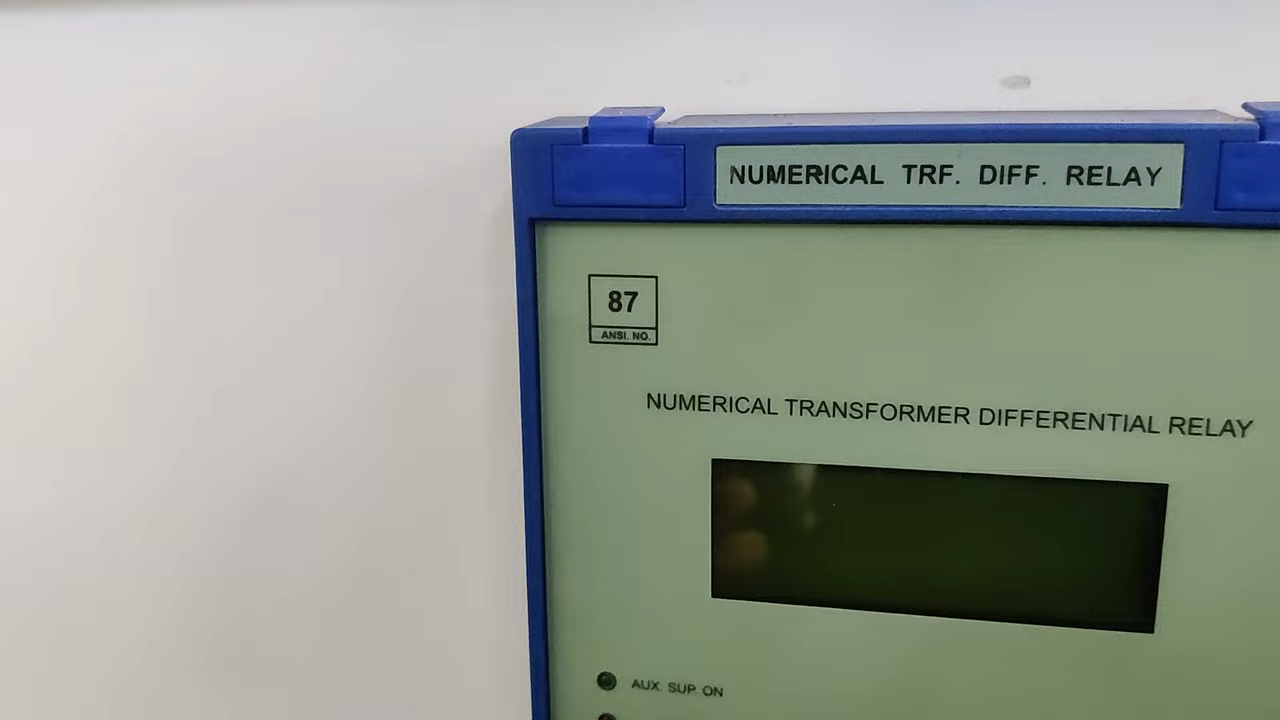 NUMERICAL TRF. DIFF. RELAY
87
ANSI. NO.
NUMERICAL TRANSFORMER DIFFERENTIAL RELAY
AUX. SUP. ON